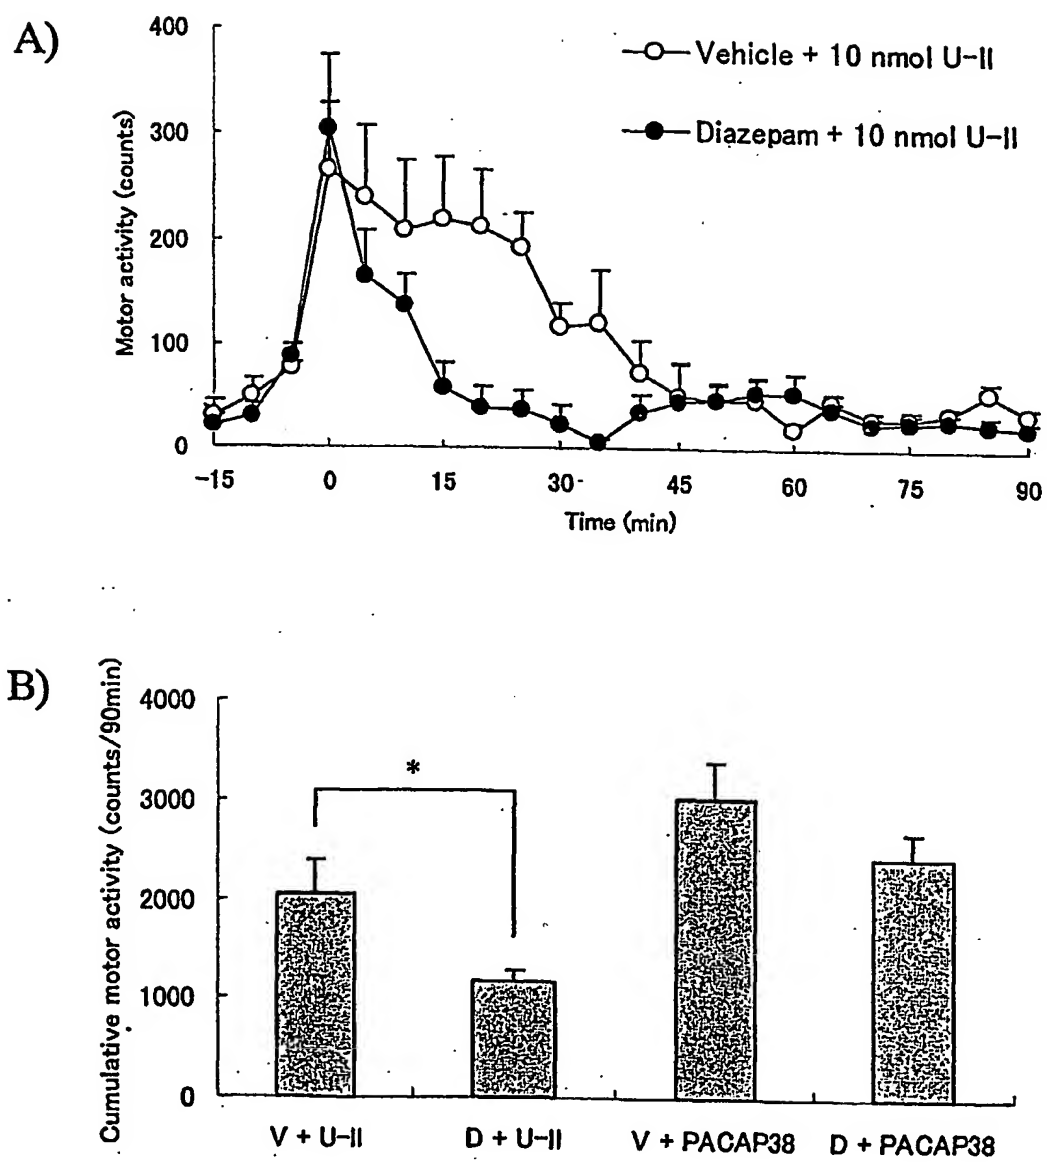 A)
Motor activity (counts)
400
300
200
100
0
Vehicle + 10 nmol U-II
Diazepam + 10 nmol U-II
-15 0 15 30 45 60 75 90
Time (min)
B)
Cumulative motor activity (counts/90min)
4000
3000
2000
1000
0
*
V + U-II D + U-II V + PACAP38 D + PACAP38